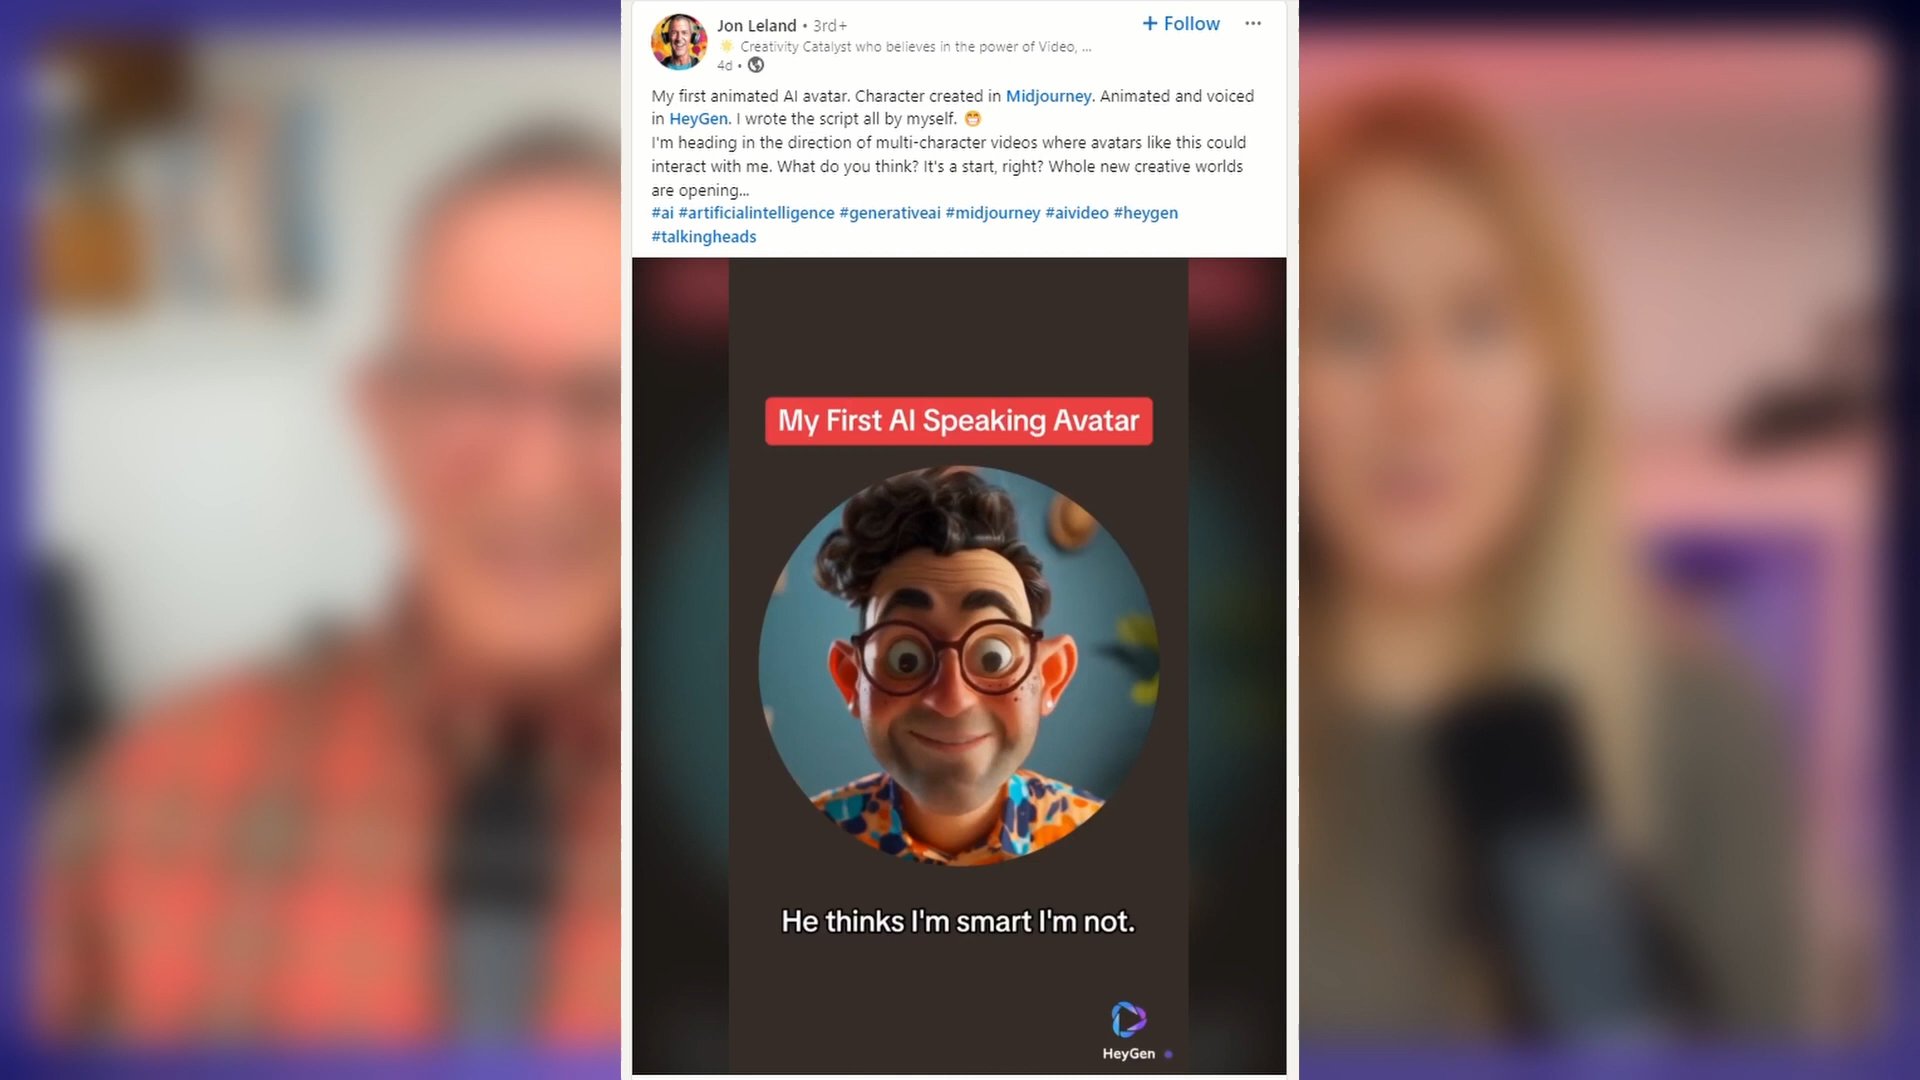 Jon Leland • 3rd+
+ Follow
Creativity Catalyst who believes in the power of Video, ...
4d •
My first animated AI avatar. Character created in Midjourney. Animated and voiced
in HeyGen. I wrote the script all by myself. 😁
I'm heading in the direction of multi-character videos where avatars like this could
interact with me. What do you think? It's a start, right? Whole new creative worlds
are opening...
#ai #artificialintelligence #generativeai #midjourney #aivideo #heygen
#talkingheads
My First AI Speaking Avatar
He thinks I'm smart I'm not.
HeyGen